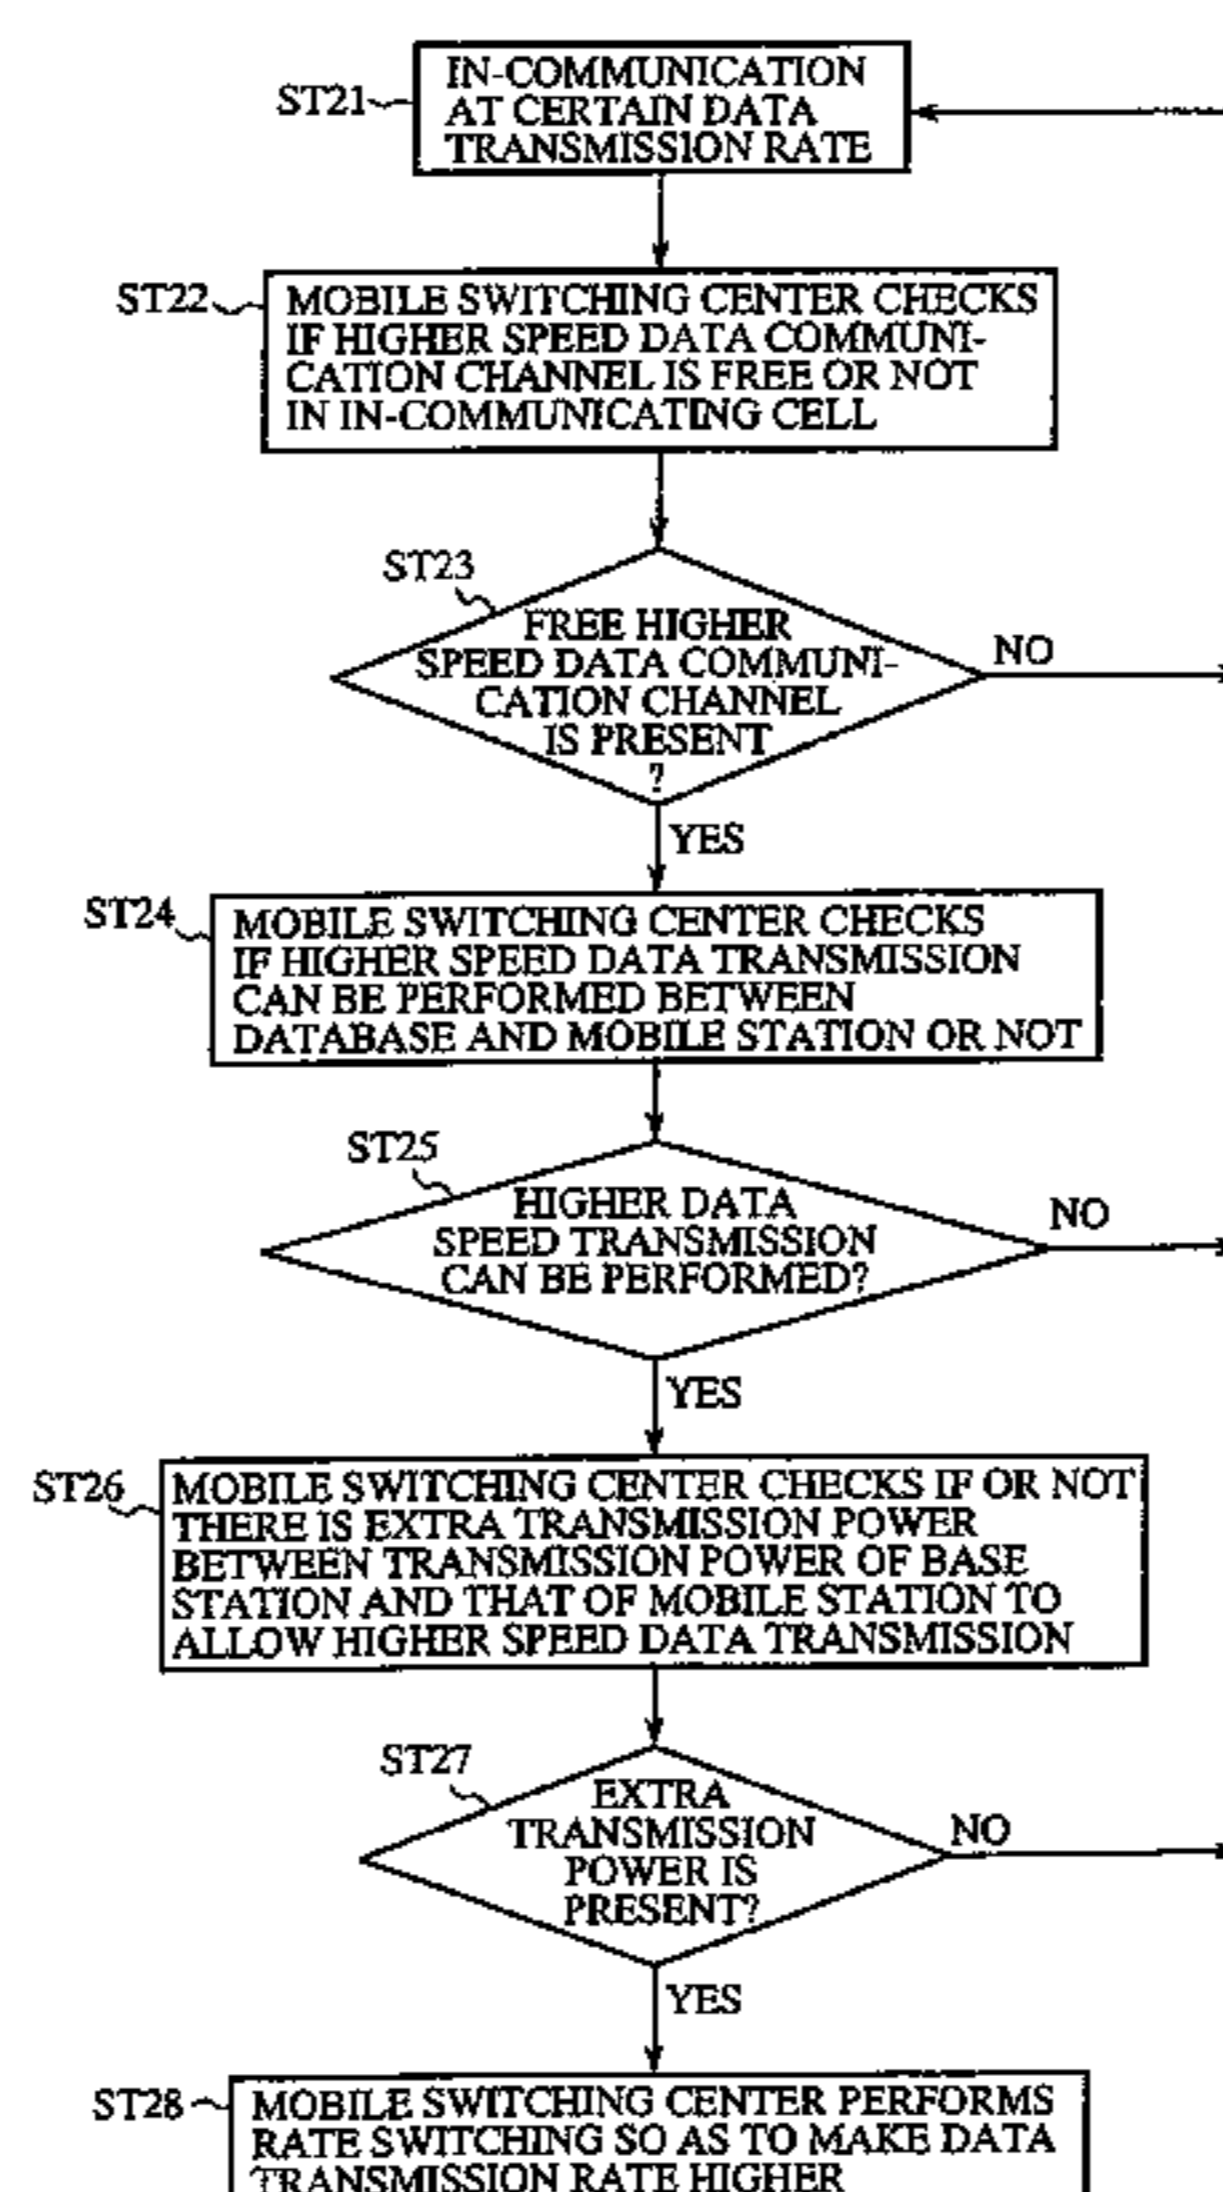 IN-COMMUNICATION
ST21
AT CERTAIN DATA
TRANSMISSION RATE
ST22
MOBILE SWITCHING CENTER CHECKS
IF HIGHER SPEED DATA COMMUNI-
CATION CHANNEL IS FREE OR NOT
IN IN-COMMUNICATING CELL
ST23
FREE HIGHER
SPEED DATA COMMUNI-
CATION CHANNEL
IS PRESENT
?
NO
YES
ST24
MOBILE SWITCHING CENTER CHECKS
IF HIGHER SPEED DATA TRANSMISSION
CAN BE PERFORMED BETWEEN
DATABASE AND MOBILE STATION OR NOT
ST25
HIGHER DATA
SPEED TRANSMISSION
CAN BE PERFORMED?
NO
YES
ST26
MOBILE SWITCHING CENTER CHECKS IF OR NOT
THERE IS EXTRA TRANSMISSION POWER
BETWEEN TRANSMISSION POWER OF BASE
STATION AND THAT OF MOBILE STATION TO
ALLOW HIGHER SPEED DATA TRANSMISSION
ST27
EXTRA
TRANSMISSION
POWER IS
PRESENT?
NO
YES
ST28
MOBILE SWITCHING CENTER PERFORMS
RATE SWITCHING SO AS TO MAKE DATA
TRANSMISSION RATE HIGHER